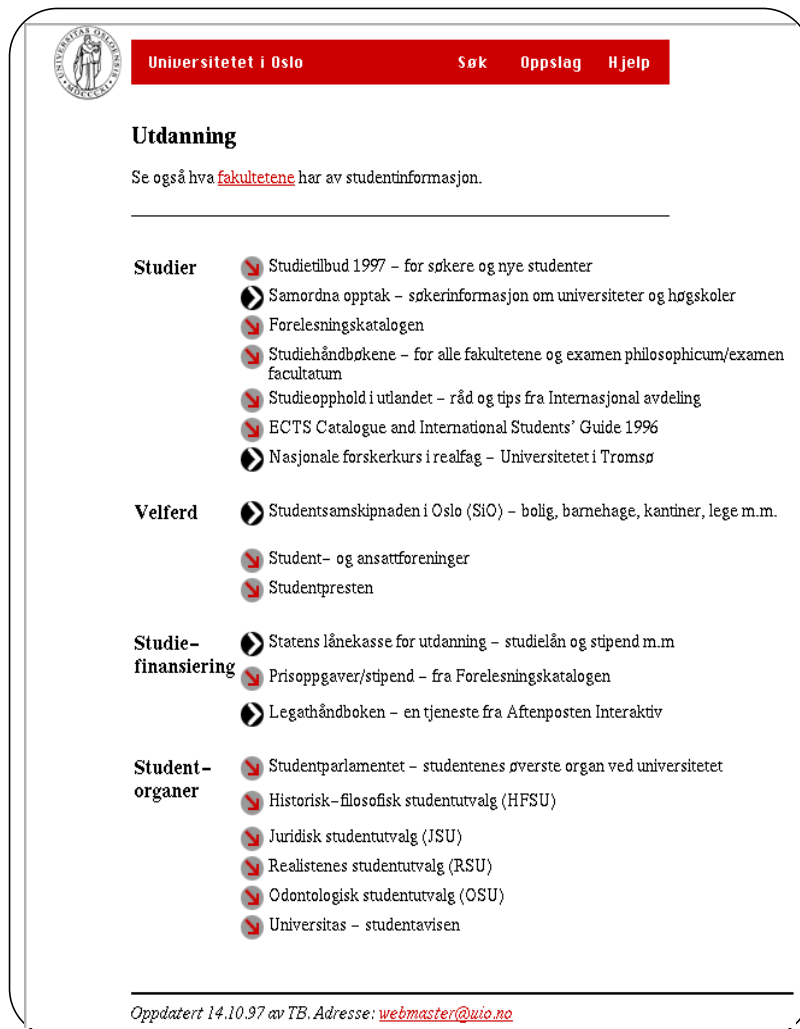 UNIVERSITAS OSLOENSIS
MDCCCXI
Universitetet i Oslo Søk Oppslag Hjelp
Utdanning
Se også hva fakultetene har av studentinformasjon.
Studier
Studietilbud 1997 – for søkere og nye studenter
Samordna opptak – søkerinformasjon om universiteter og høgskoler
Forelesningskatalogen
Studiehåndbøkene – for alle fakultetene og examen philosophicum/examen
facultatum
Studieopphold i utlandet – råd og tips fra Internasjonal avdeling
ECTS Catalogue and International Students' Guide 1996
Nasjonale forskerkurs i realfag – Universitetet i Tromsø
Velferd
Studentsamskipnaden i Oslo (SiO) – bolig, barnehage, kantiner, lege m.m.
Student– og ansattforeninger
Studentpresten
Studie–
finansiering
Statens lånekasse for utdanning – studielån og stipend m.m
Prisoppgaver/stipend – fra Forelesningskatalogen
Legathåndboken – en tjeneste fra Aftenposten Interaktiv
Student–
organer
Studentparlamentet – studentenes øverste organ ved universitetet
Historisk–filosofisk studentutvalg (HFSU)
Juridisk studentutvalg (JSU)
Realistenes studentutvalg (RSU)
Odontologisk studentutvalg (OSU)
Universitas – studentavisen
Oppdatert 14.10.97 av TB. Adresse: webmaster@uio.no